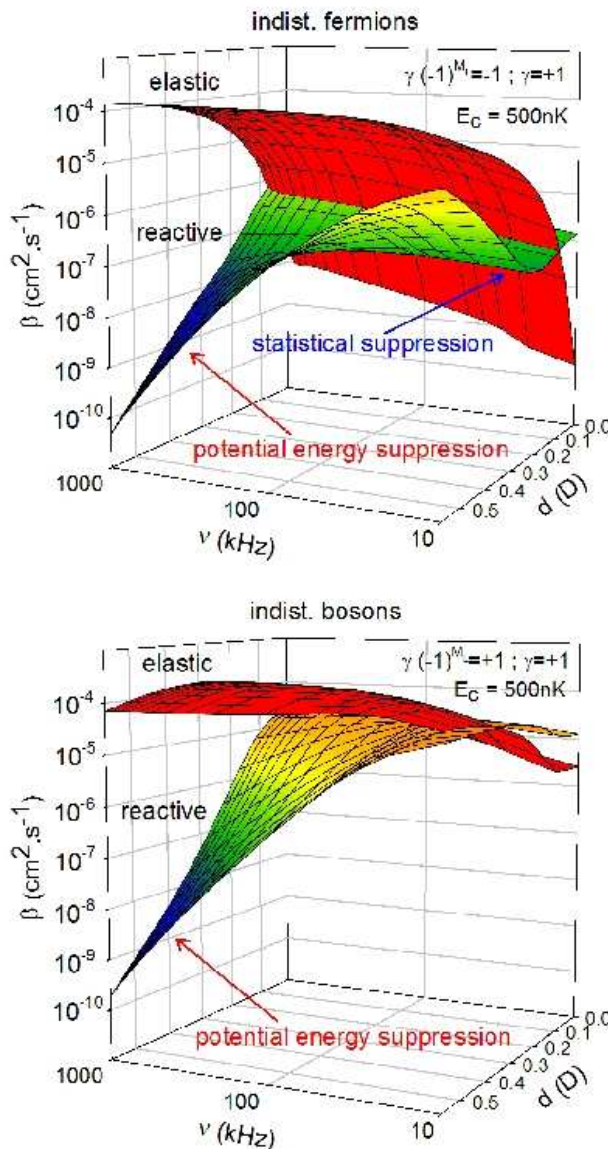 indist. fermions
elastic
γ (-1)^M_l=-1 ; γ=+1
E_C = 500nK
10^-4
10^-5
10^-6
10^-7
10^-8
10^-9
10^-10
reactive
β (cm².s⁻¹)
statistical suppression
potential energy suppression
1000
100
10
ν (kHz)
0.0
0.1
0.2
0.3
0.4
0.5
d (D)
indist. bosons
elastic
γ (-1)^M=+1 ; γ=+1
E_C = 500nK
10^-4
10^-5
10^-6
10^-7
10^-8
10^-9
10^-10
reactive
β (cm².s⁻¹)
potential energy suppression
1000
100
10
ν (kHz)
0.0
0.1
0.2
0.3
0.4
0.5
d (D)